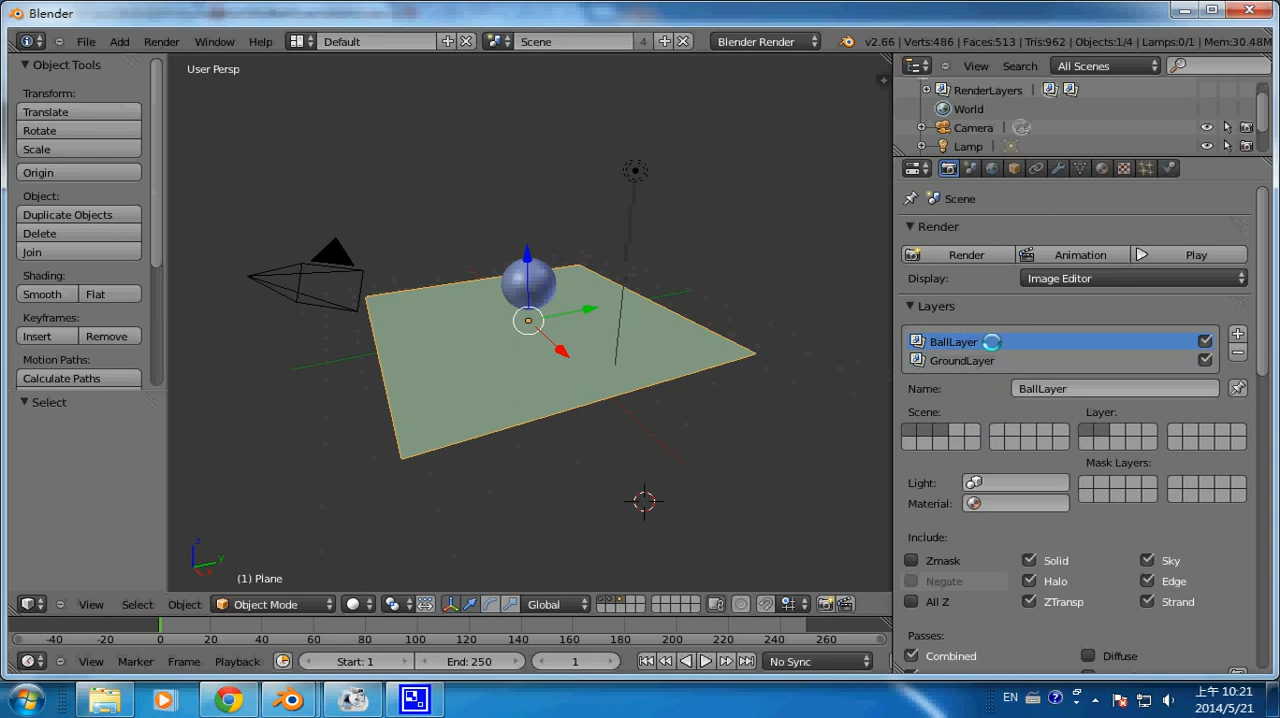 Blender
File Add Render Window Help Default Scene 4 Blender Render v2.66 | Verts:486 | Faces:513 | Tris:962 | Objects:1/4 | Lamps:0/1 | Mem:30.48M
Object Tools
Transform:
Translate
Rotate
Scale
Origin
Object:
Duplicate Objects
Delete
Join
Shading:
Smooth Flat
Keyframes:
Insert Remove
Motion Paths:
Calculate Paths
Select
User Persp
z
y
x
(1) Plane
View Select Object Object Mode Global
-40 -20 0 20 40 60 80 100 120 140 160 180 200 220 240 260
View Marker Frame Playback Start: 1 End: 250 1 No Sync
View Search All Scenes
RenderLayers
World
Camera
Lamp
Scene
Render
Render Animation Play
Display: Image Editor
Layers
BallLayer
GroundLayer
Name: BallLayer
Scene: Layer:
Mask Layers:
Light:
Material:
Include:
Zmask Solid Sky
Negate Halo Edge
All Z ZTransp Strand
Passes:
Combined Diffuse
EN
上午 10:21
2014/5/21